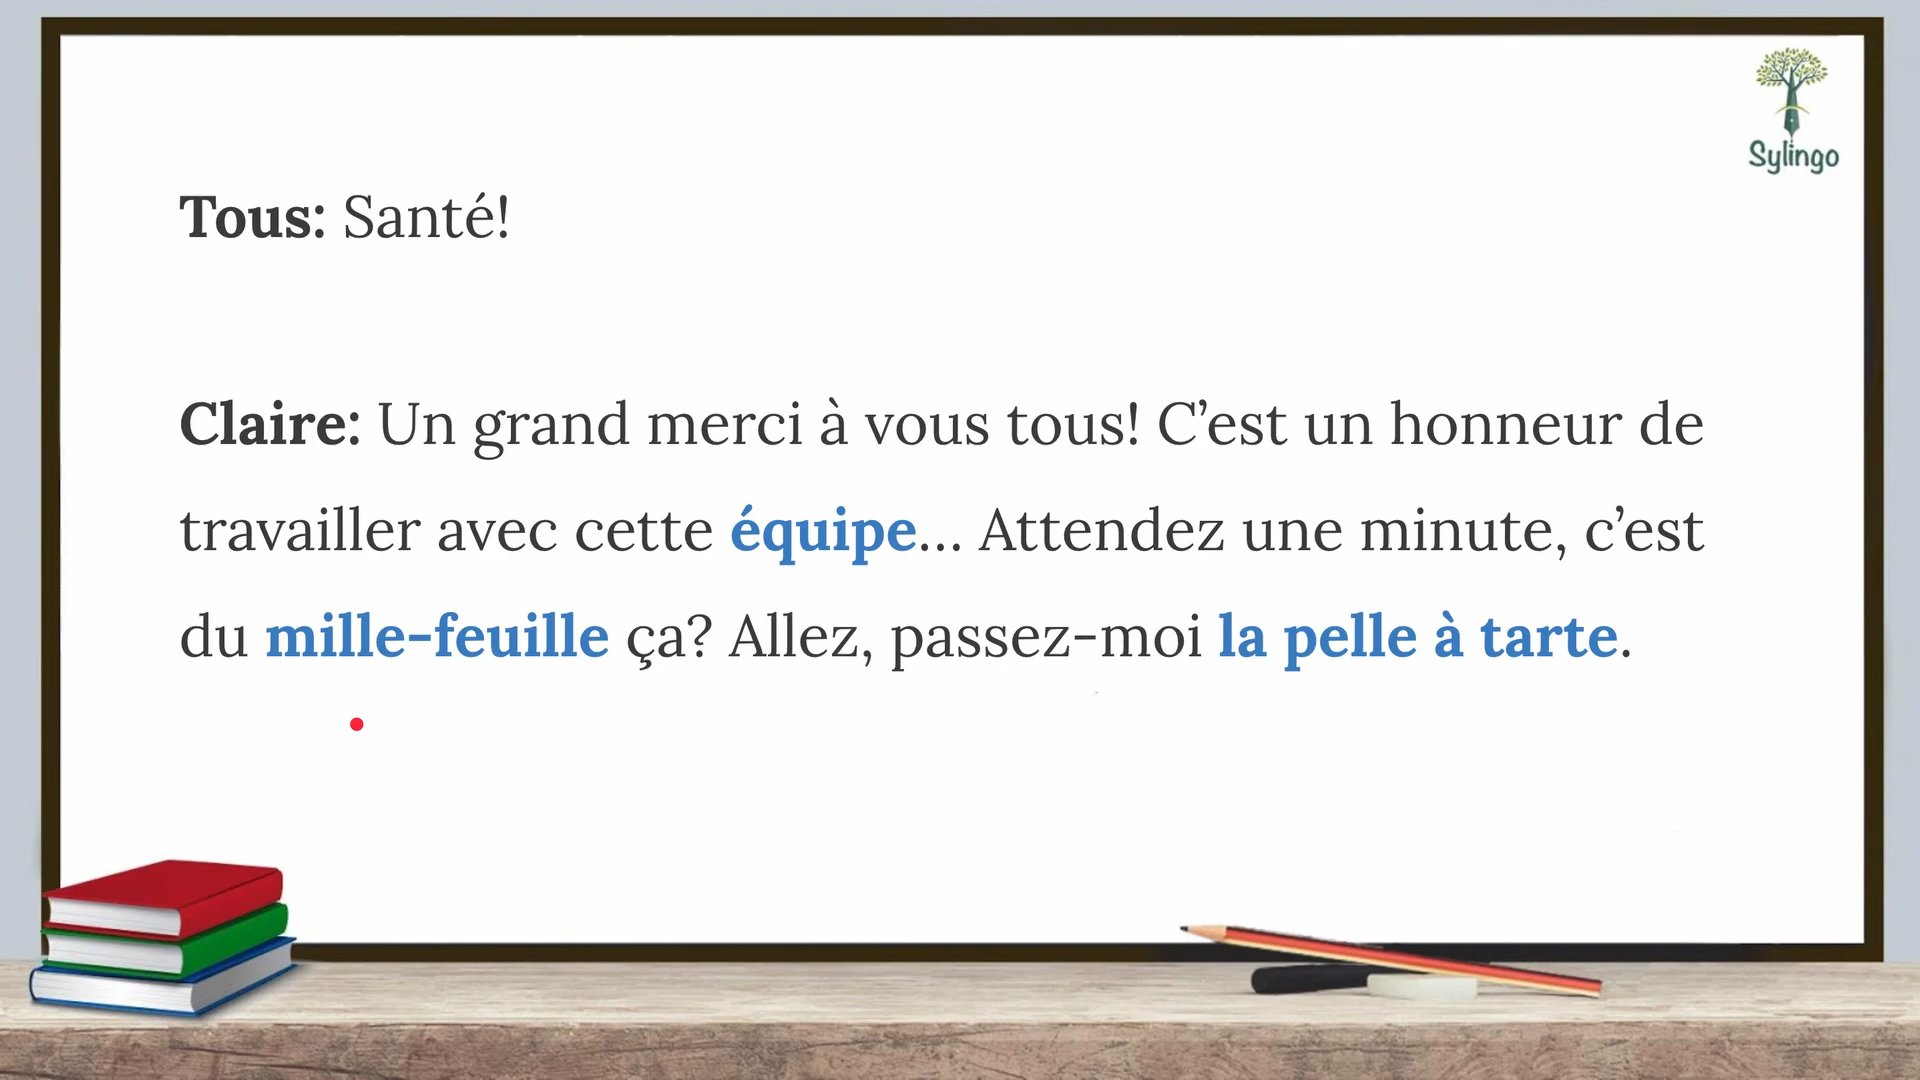 Sylingo
Tous: Santé!
Claire: Un grand merci à vous tous! C’est un honneur de
travailler avec cette équipe... Attendez une minute, c’est
du mille-feuille ça? Allez, passez-moi la pelle à tarte.